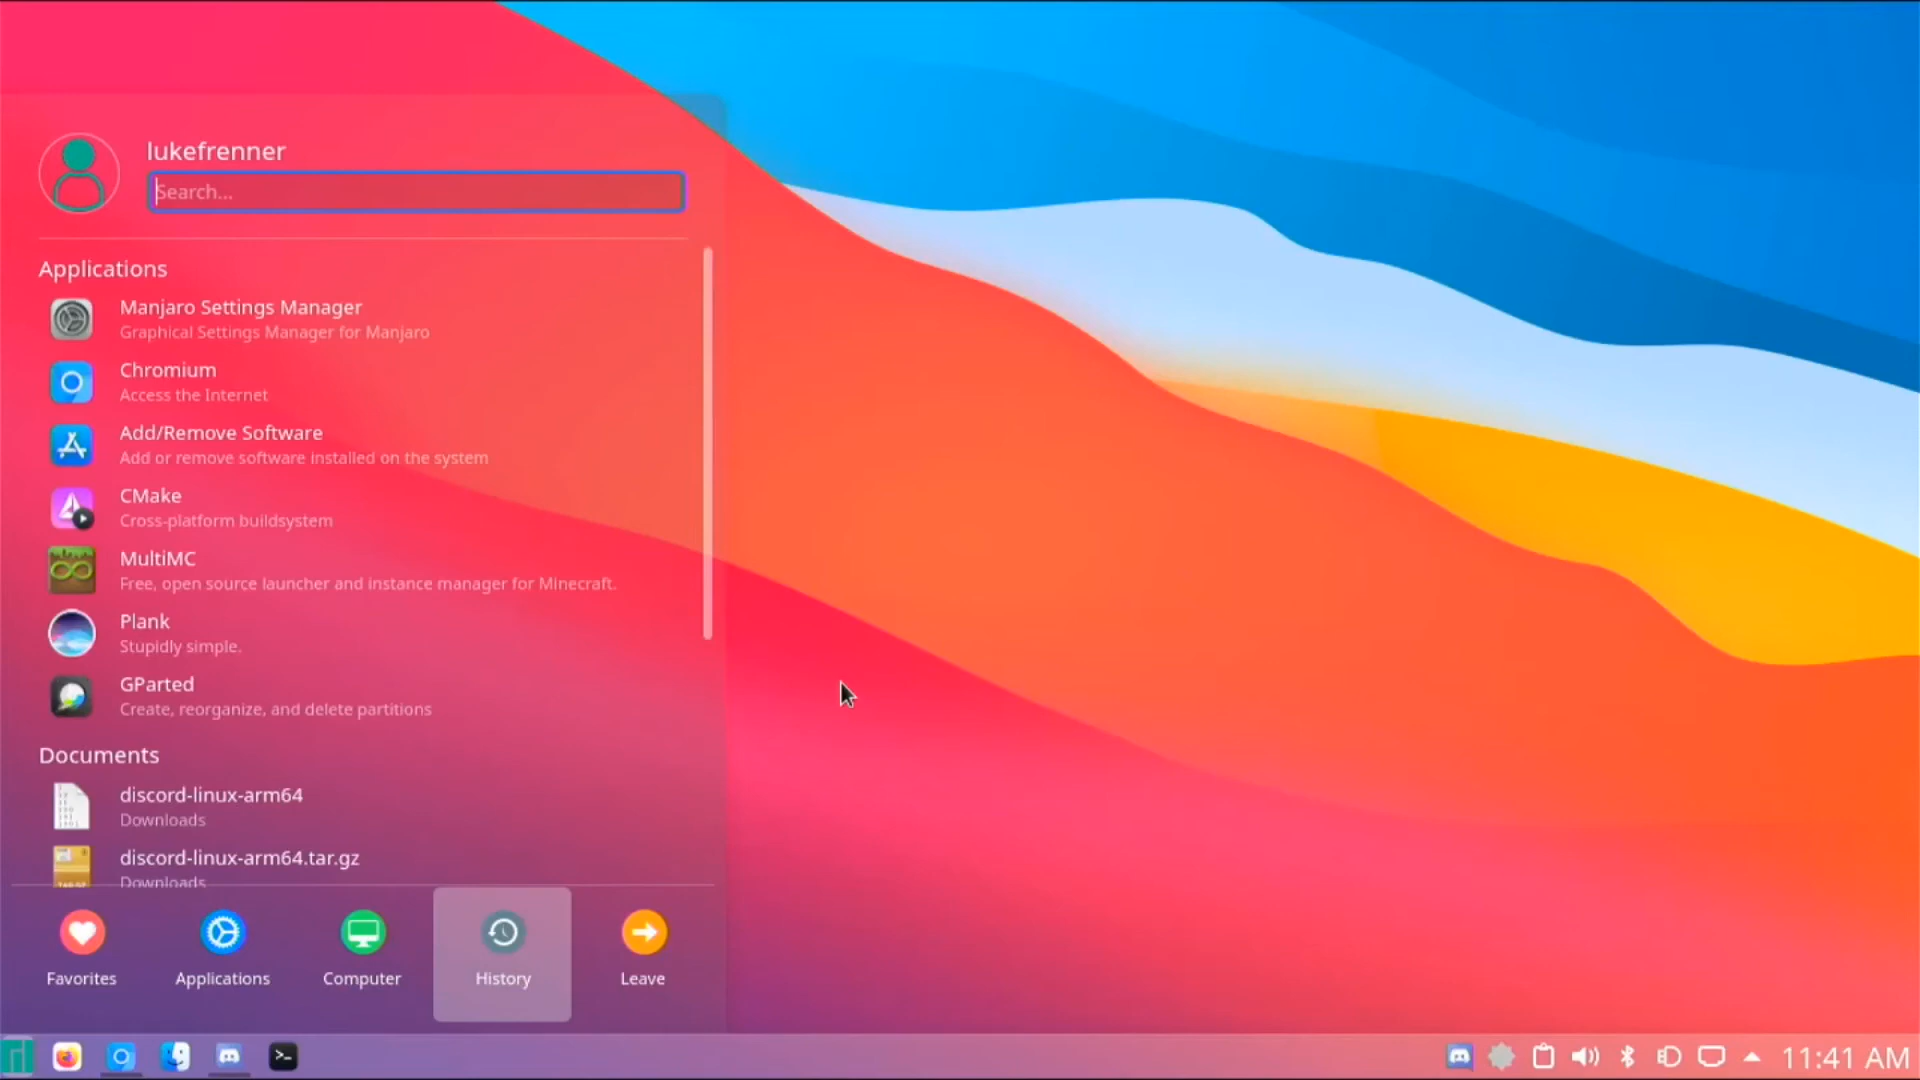 lukefrenner
Search...
Applications
Manjaro Settings Manager
Graphical Settings Manager for Manjaro
Chromium
Access the Internet
Add/Remove Software
Add or remove software installed on the system
CMake
Cross-platform buildsystem
MultiMC
Free, open source launcher and instance manager for Minecraft.
Plank
Stupidly simple.
GParted
Create, reorganize, and delete partitions
Documents
discord-linux-arm64
Downloads
discord-linux-arm64.tar.gz
Downloads
Favorites
Applications
Computer
History
Leave
11:41 AM